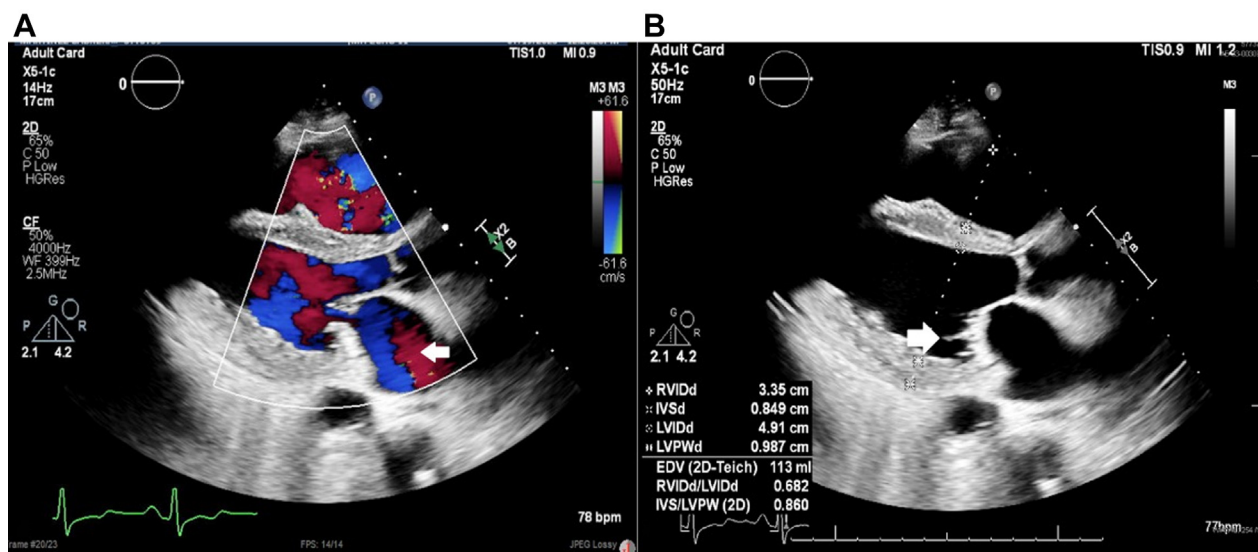 A
Adult Card
TIS1.0 MI 0.9
X5-1c
14Hz
17cm
0
P
M3 M3
+61.6
2D
65%
C 50
P Low
HGRes
CF
50%
4000Hz
WF 399Hz
2.5MHz
-61.6
cm/s
X2
B
G
P R
2.1 4.2
78 bpm
FPS: 14/14
JPEG Lossy
B
Adult Card
TIS0.9 MI 1.2
X5-1c
50Hz
17cm
0
P
M3
2D
65%
C 50
P Low
HGRes
X2
B
G
P R
2.1 4.2
RVIDd 3.35 cm
IVSd 0.849 cm
LVIDd 4.91 cm
LVPWd 0.987 cm
EDV (2D-Teich) 113 ml
RVIDd/LVIDd 0.682
IVS/LVPW (2D) 0.860
77bpm